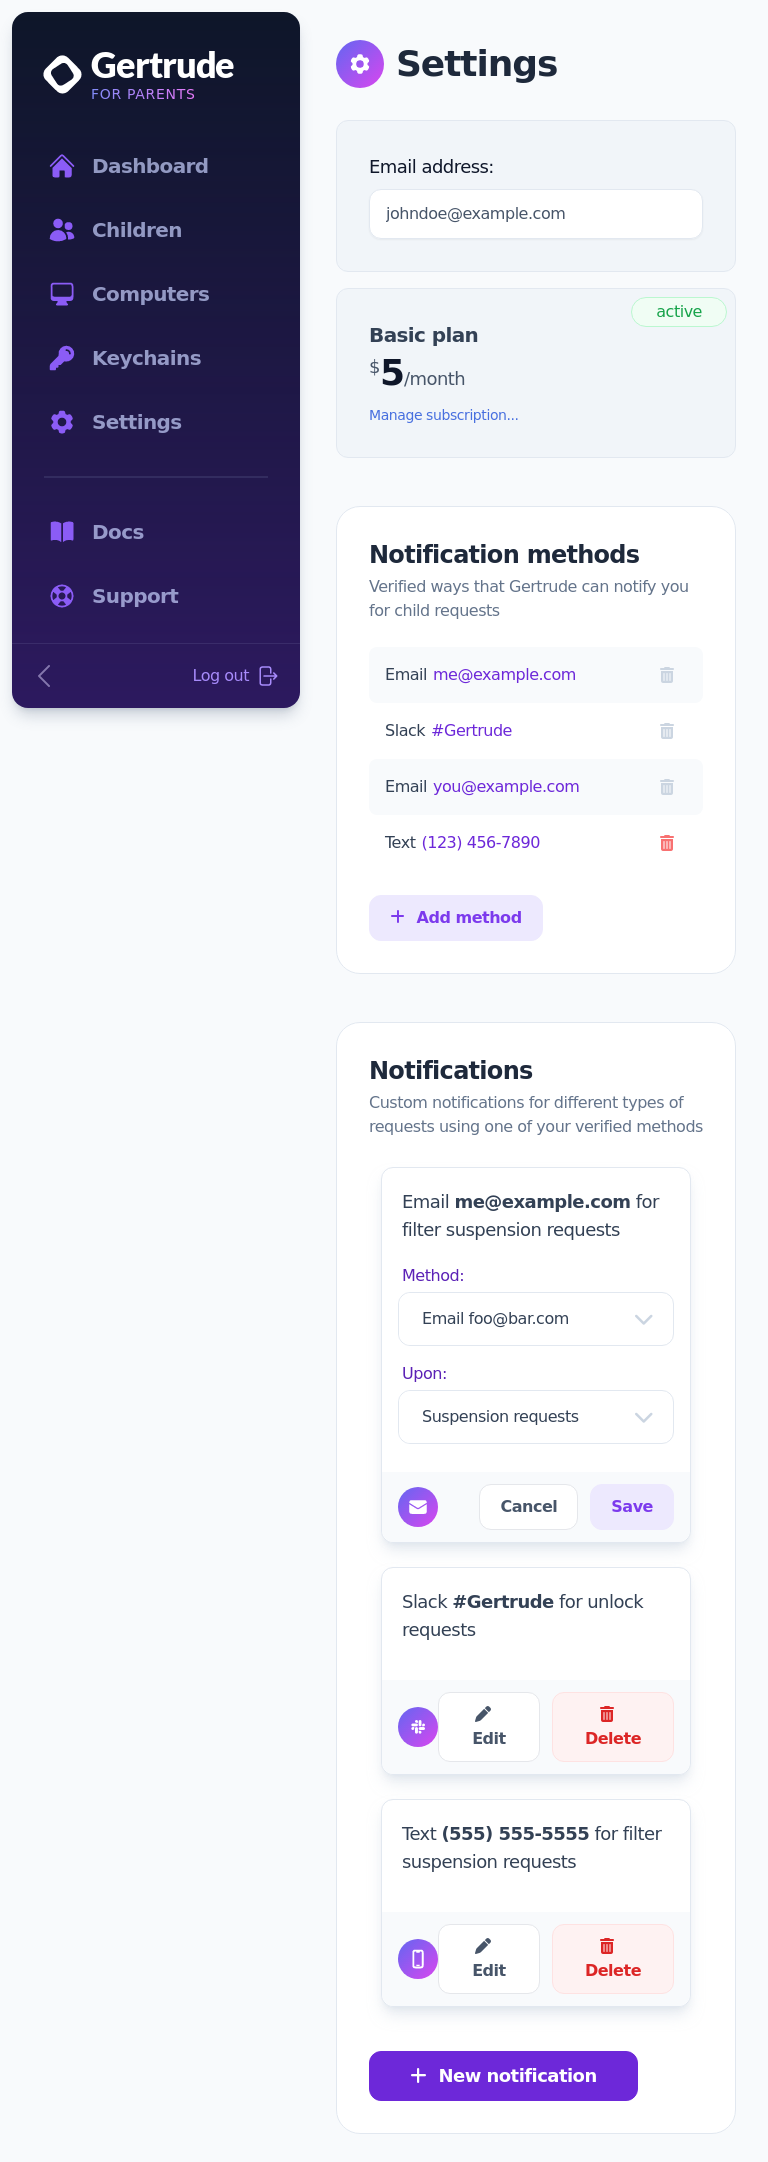 Gertrude
FOR PARENTS
Dashboard
Children
Computers
Keychains
Settings
Docs
Support
Log out
Settings
Email address:
johndoe@example.com
active
Basic plan
$5/month
Manage subscription...
Notification methods
Verified ways that Gertrude can notify you
for child requests
Email me@example.com
Slack #Gertrude
Email you@example.com
Text (123) 456-7890
Add method
Notifications
Custom notifications for different types of
requests using one of your verified methods
Email me@example.com for
filter suspension requests
Method:
Email foo@bar.com
Upon:
Suspension requests
Cancel Save
Slack #Gertrude for unlock
requests
Edit Delete
Text (555) 555-5555 for filter
suspension requests
Edit Delete
New notification